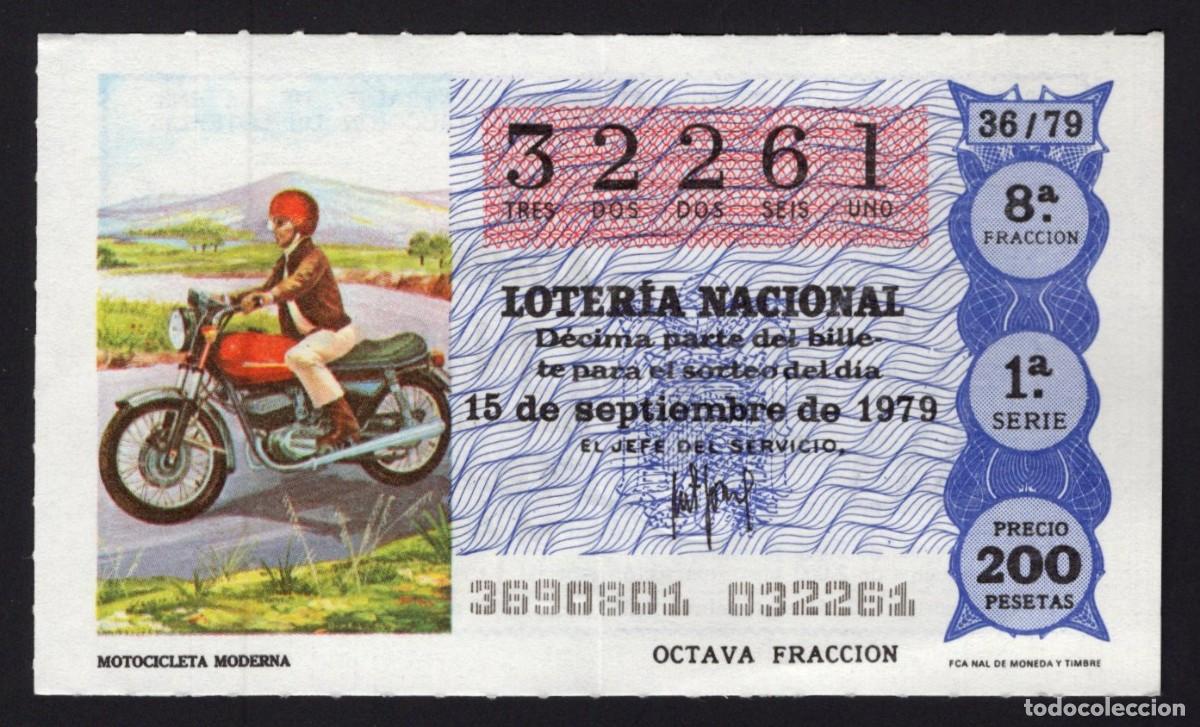 36/79
32261
TRES DOS DOS SEIS UNO
8ª.
FRACCION
LOTERÍA NACIONAL
Décima parte del bille-
te para el sorteo del día
15 de septiembre de 1979
EL JEFE DEL SERVICIO,
1ª.
SERIE
PRECIO
200
PESETAS
3690801 032261
MOTOCICLETA MODERNA
OCTAVA FRACCION
FCA NAL DE MONEDA Y TIMBRE
todocoleccion